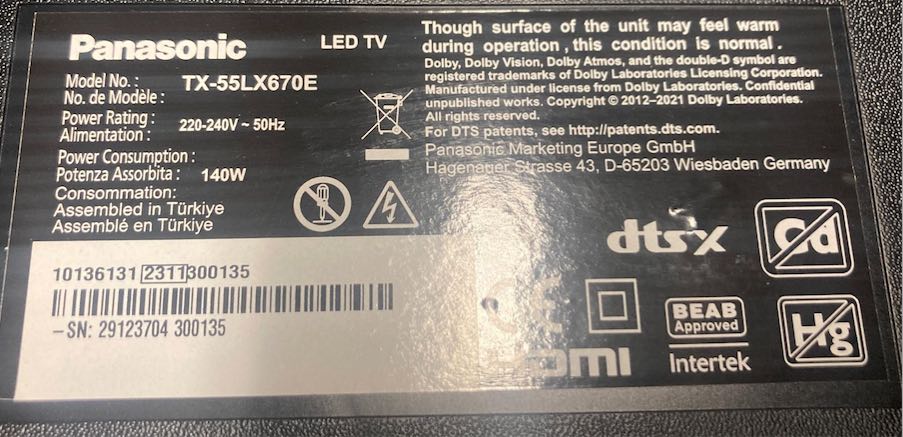 Panasonic
LED TV
Model No. :
No. de Modèle :
TX-55LX670E
Power Rating :
Alimentation :
220-240V ~ 50Hz
Power Consumption :
Potenza Assorbita :
Consommation:
140W
Assembled in Türkiye
Assemblé en Türkiye
Though surface of the unit may feel warm
during operation , this condition is normal .
Dolby, Dolby Vision, Dolby Atmos, and the double-D symbol are
registered trademarks of Dolby Laboratories Licensing Corporation.
Manufactured under license from Dolby Laboratories. Confidential
unpublished works. Copyright © 2012–2021 Dolby Laboratories.
All rights reserved.
For DTS patents, see http://patents.dts.com.
Panasonic Marketing Europe GmbH
Hagenauer Strasse 43, D-65203 Wiesbaden Germany
10136131 2311300135
–SN: 29123704 300135
dts x
Cd
CE
BEAB
Approved
Intertek
Hg
HDMI